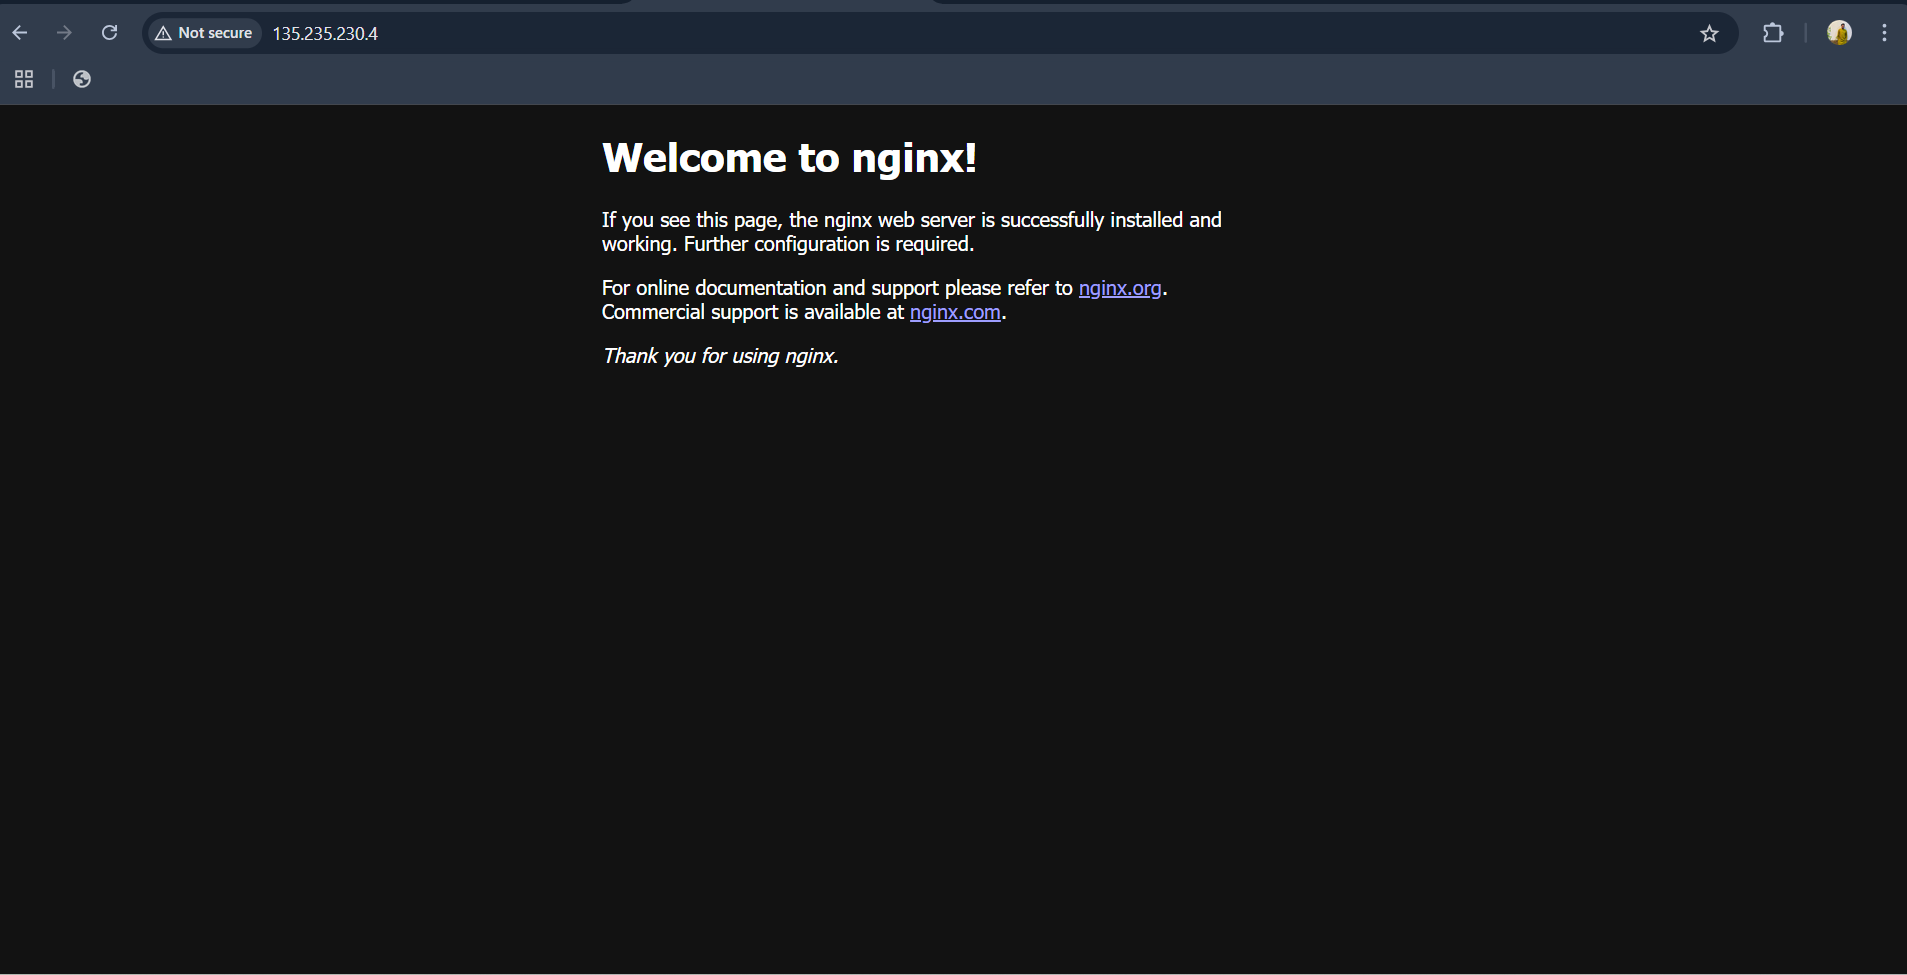 Not secure
135.235.230.4
Welcome to nginx!
If you see this page, the nginx web server is successfully installed and
working. Further configuration is required.
For online documentation and support please refer to nginx.org.
Commercial support is available at nginx.com.
Thank you for using nginx.